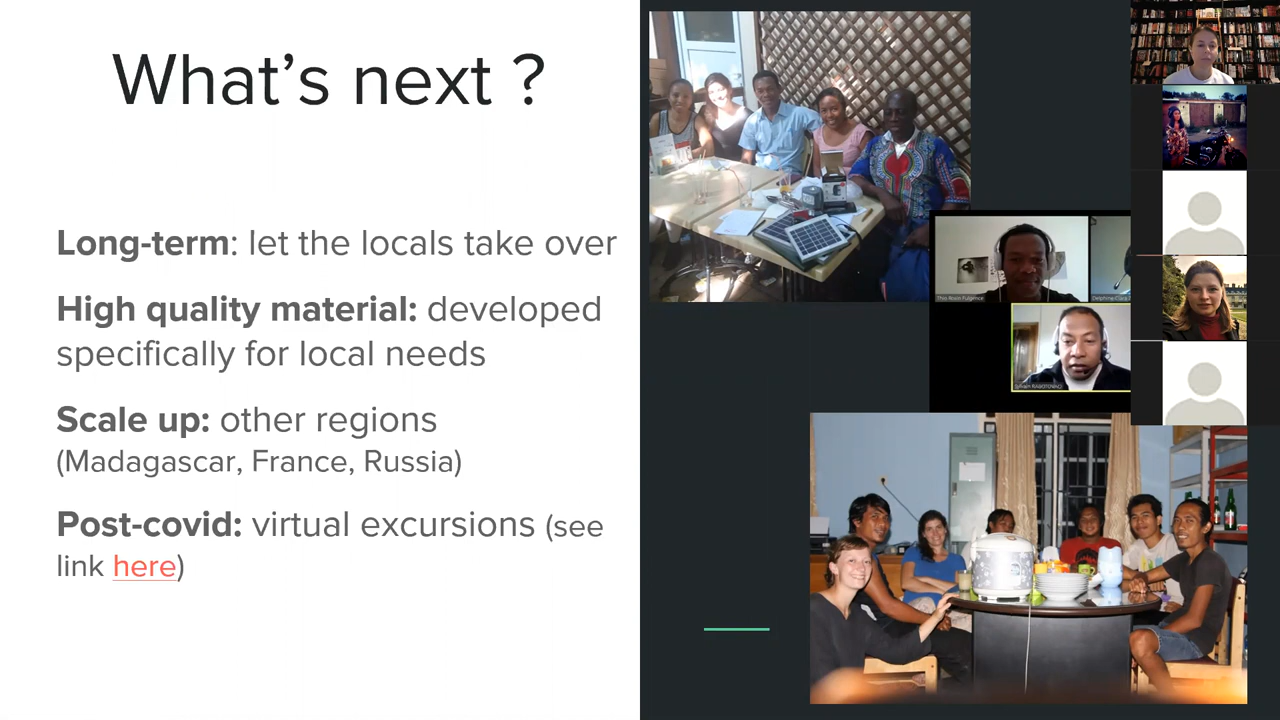 What's next ?
Long-term: let the locals take over
High quality material: developed
specifically for local needs
Scale up: other regions
(Madagascar, France, Russia)
Post-covid: virtual excursions (see
link here)